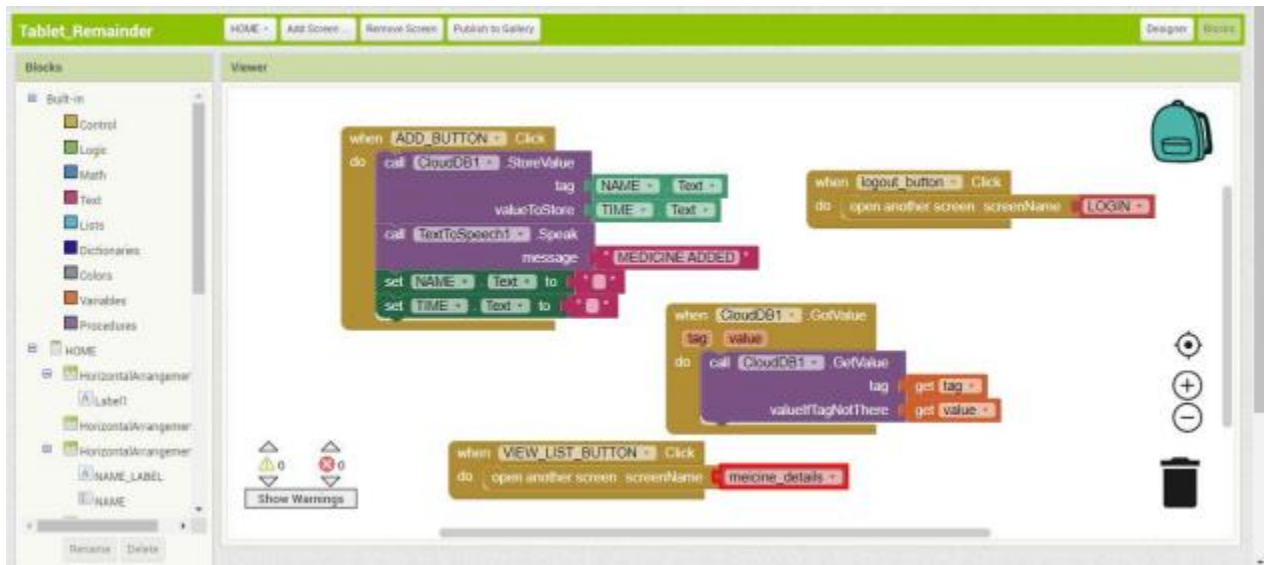 Tablet_Remainder HOME Add Screen ... Remove Screen Publish to Gallery Designer Blocks
Blocks Viewer
Built-in
Control
Logic
Math
Text
Lists
Dictionaries
Colors
Variables
Procedures
HOME
HorizontalArrangemer
Label1
HorizontalArrangemer
HorizontalArrangemer
NAME_LABEL
NAME
Rename Delete
when ADD_BUTTON .Click
do call CloudDB1 .StoreValue
tag NAME . Text
valueToStore TIME . Text
call TextToSpeech1 .Speak
message " MEDICINE ADDED "
set NAME . Text to " "
set TIME . Text to " "
when logout_button .Click
do open another screen screenName LOGIN
when CloudDB1 .GotValue
tag value
do call CloudDB1 .GetValue
tag get tag
valueIfTagNotThere get value
when VIEW_LIST_BUTTON .Click
do open another screen screenName meicine_details
0 0
Show Warnings